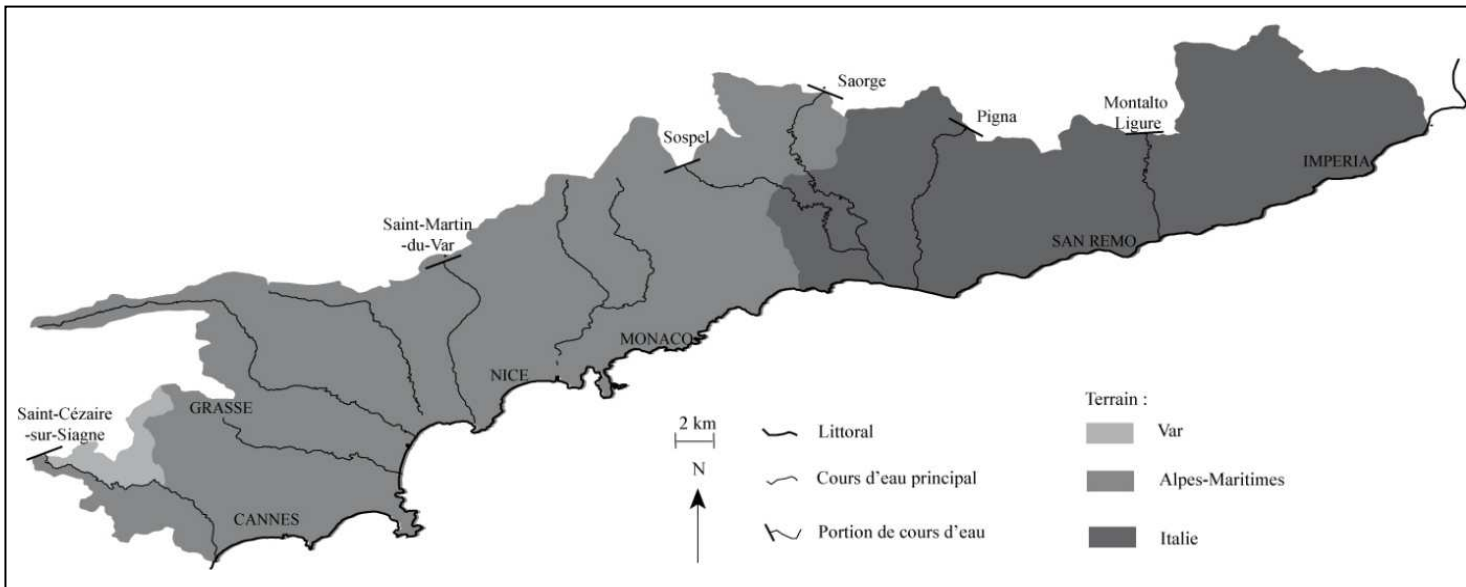 Saorge
Pigna
Montalto
Ligure
Sospel
IMPERIA
Saint-Martin
-du-Var
SAN REMO
MONACO
NICE
GRASSE
Saint-Cézaire
-sur-Siagne
CANNES
2 km
N
Littoral
Cours d'eau principal
Portion de cours d'eau
Terrain :
Var
Alpes-Maritimes
Italie